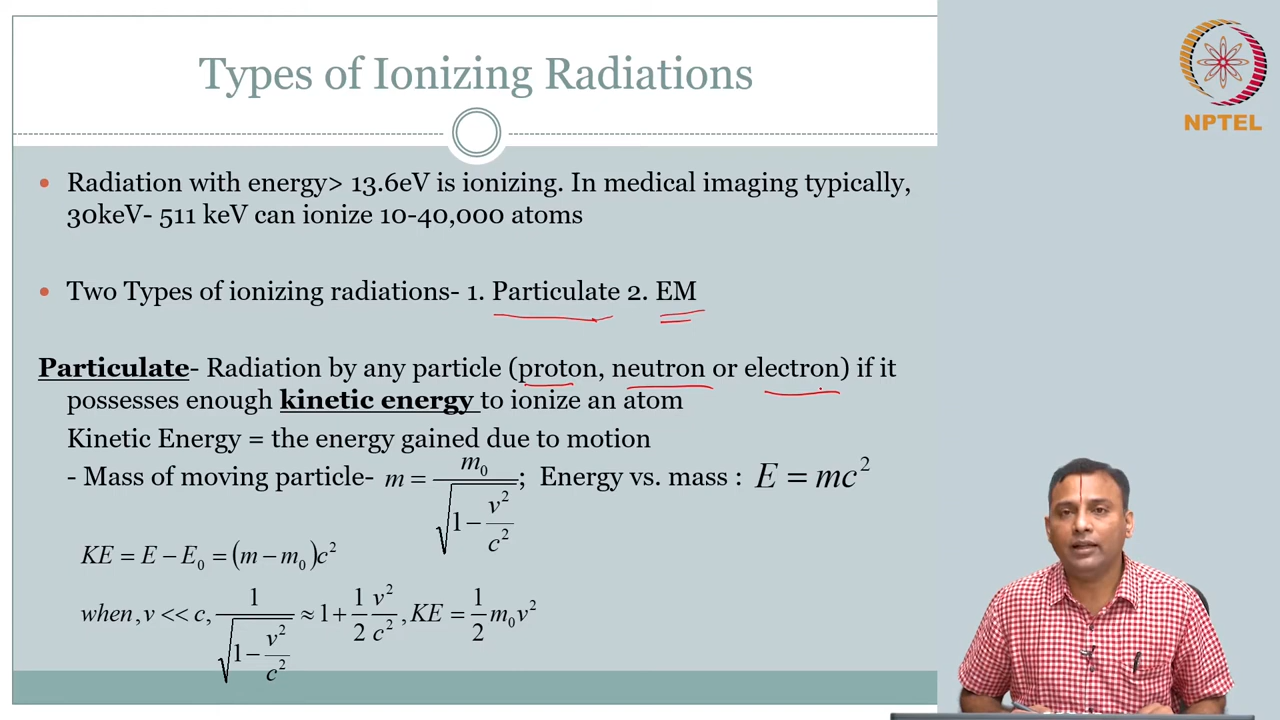 Types of Ionizing Radiations
NPTEL
• Radiation with energy> 13.6eV is ionizing. In medical imaging typically,
30keV- 511 keV can ionize 10-40,000 atoms
• Two Types of ionizing radiations- 1. Particulate 2. EM
Particulate- Radiation by any particle (proton, neutron or electron) if it
possesses enough kinetic energy to ionize an atom
Kinetic Energy = the energy gained due to motion
- Mass of moving particle- m = m₀ / √(1 − v²/c²) ; Energy vs. mass : E = mc²
KE = E − E₀ = (m − m₀)c²
when, v << c, 1 / √(1 − v²/c²) ≈ 1 + 1/2 v²/c², KE = 1/2 m₀v²